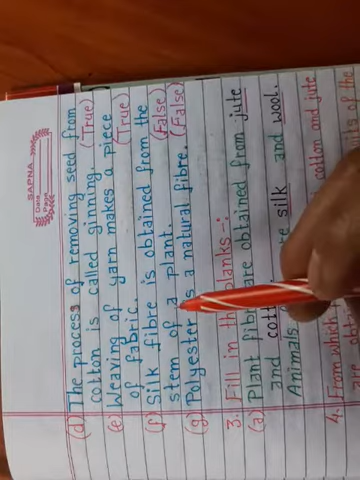 SAPNA
Date
Page
(d) The process of removing seed from
cotton is called ginning. (True)
(e) Weaving of yarn makes a piece
of fabric. (True)
(f) Silk fibre is obtained from the
stem of a plant. (False)
(g) Polyester is a natural fibre. (False)
3. Fill in the blanks -:
(a) Plant fibre are obtained from jute
and
Animals silk and wool.
4. From which cotton and jute
are